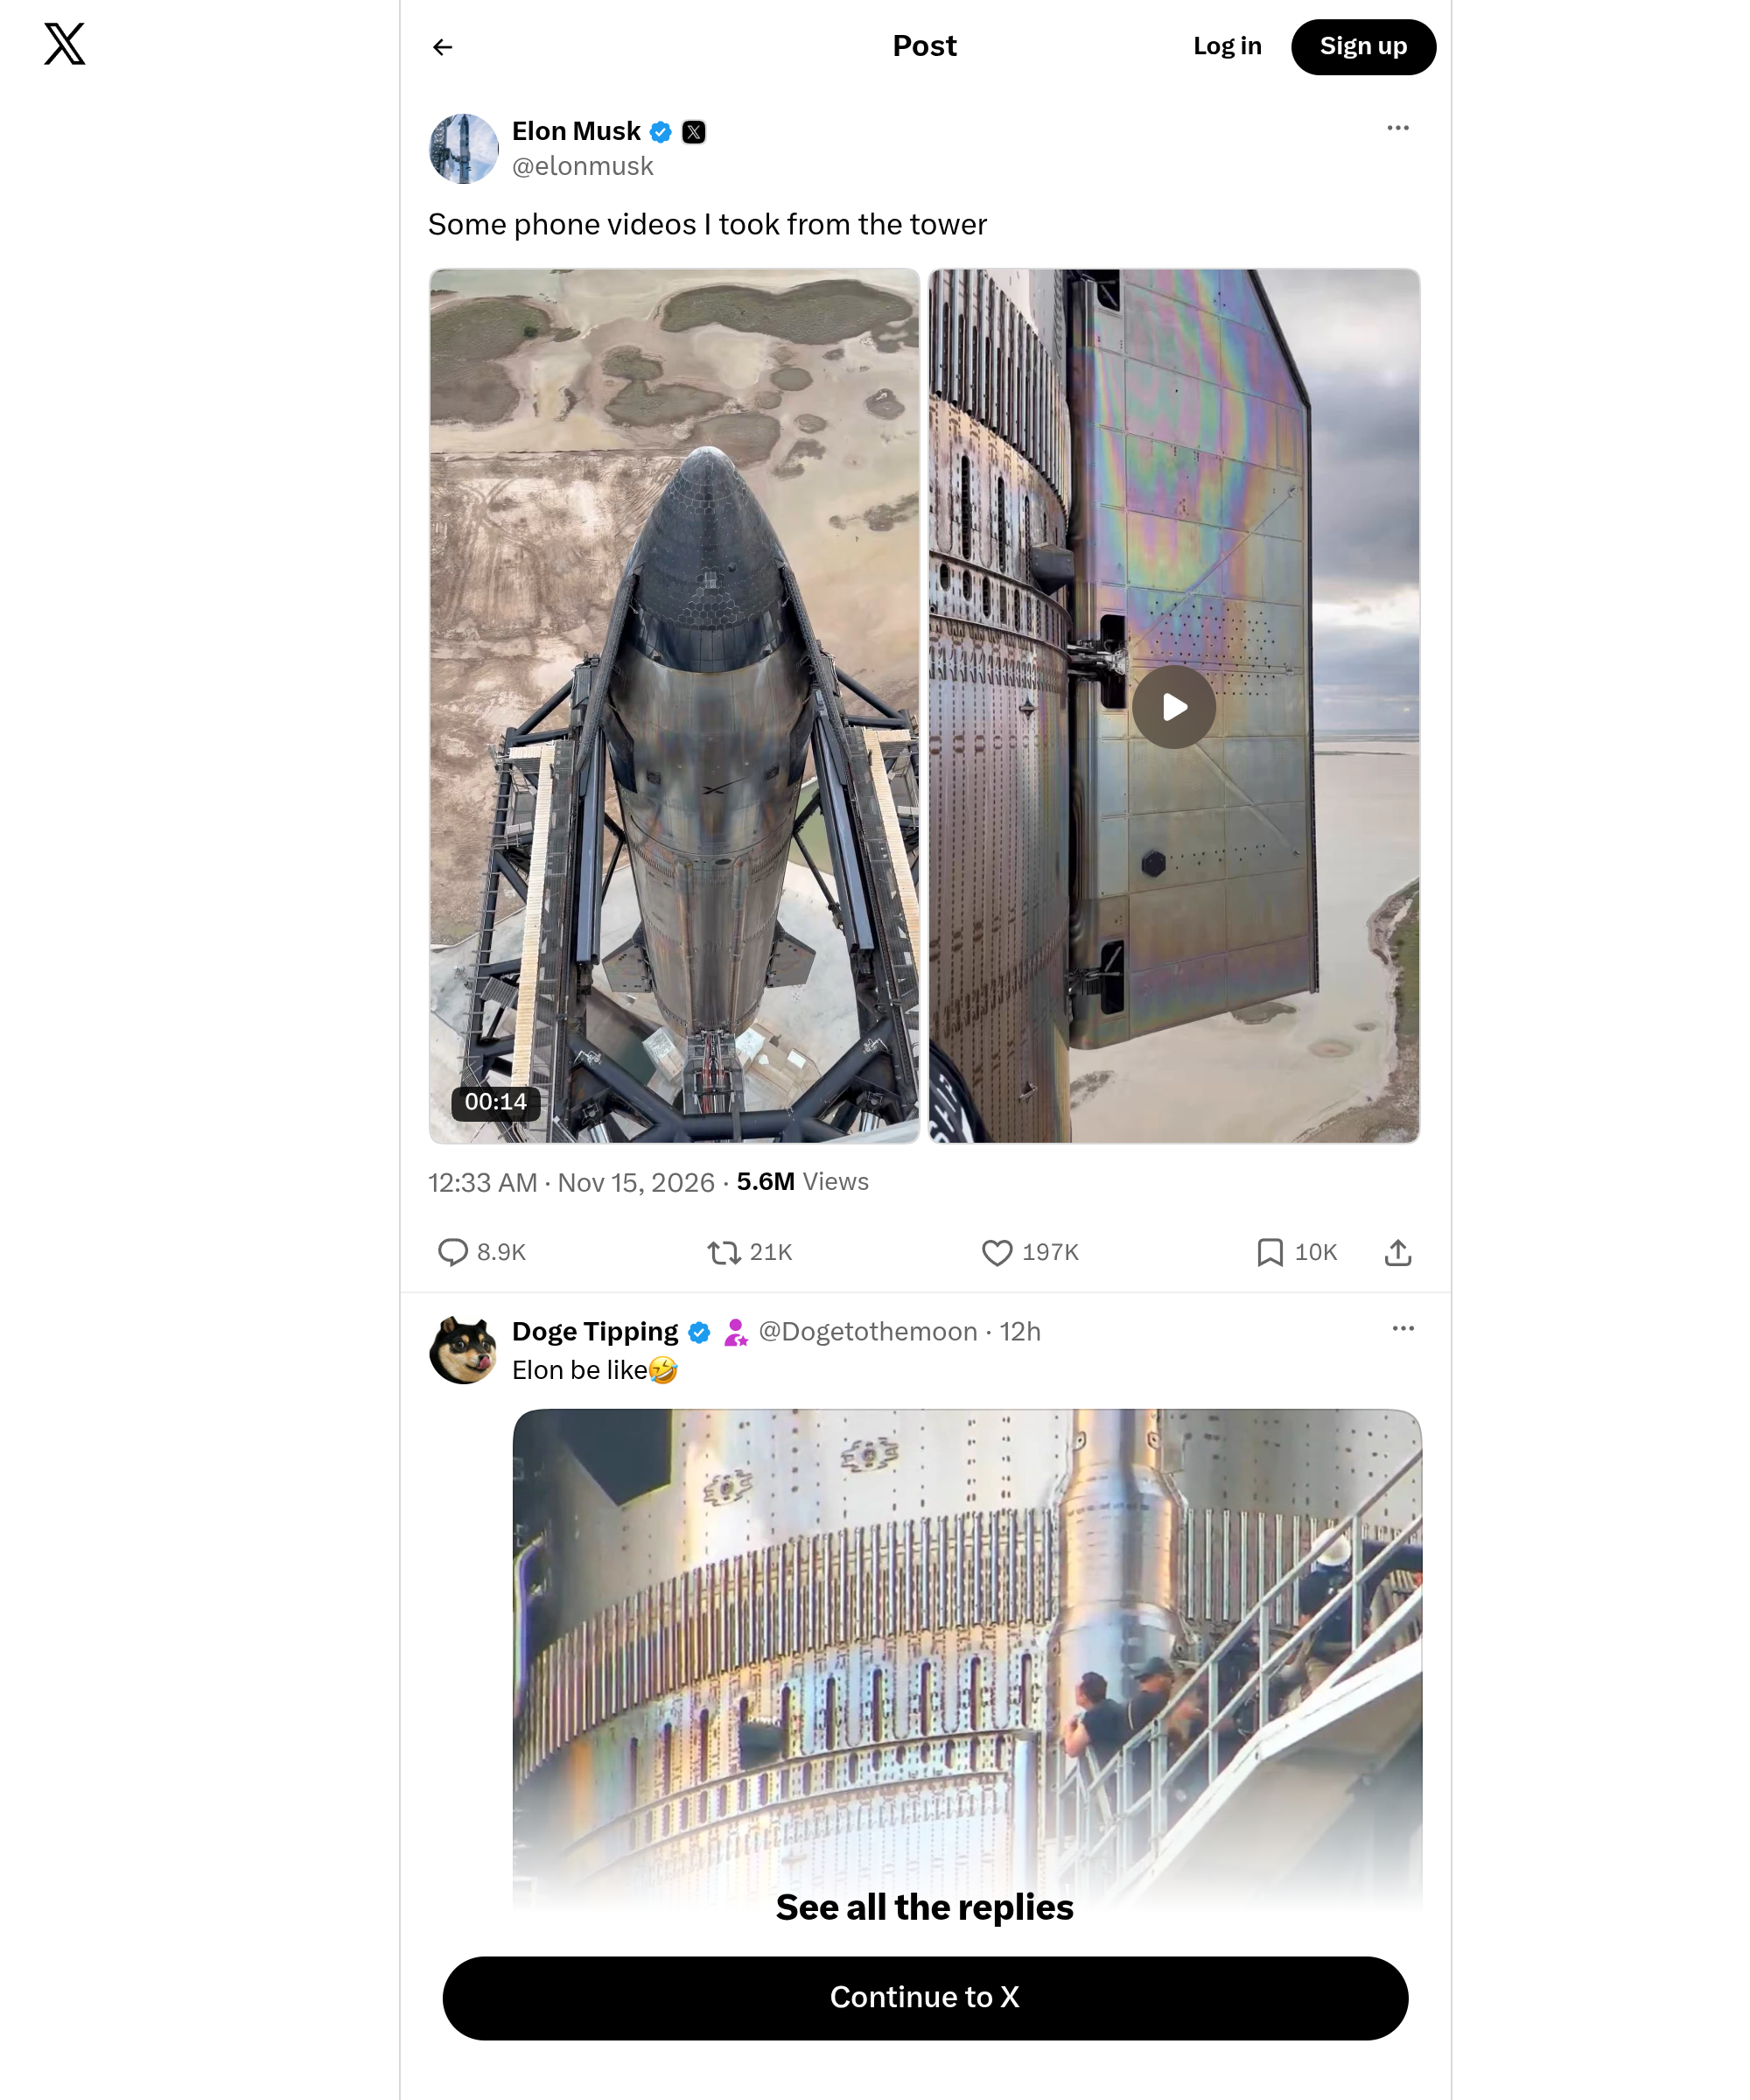 Post
Log in
Sign up
Elon Musk
@elonmusk
Some phone videos I took from the tower
00:14
12:33 AM · Nov 15, 2026 · 5.6M Views
8.9K 21K 197K 10K
Doge Tipping @Dogetothemoon · 12h
Elon be like🤣
See all the replies
Continue to X